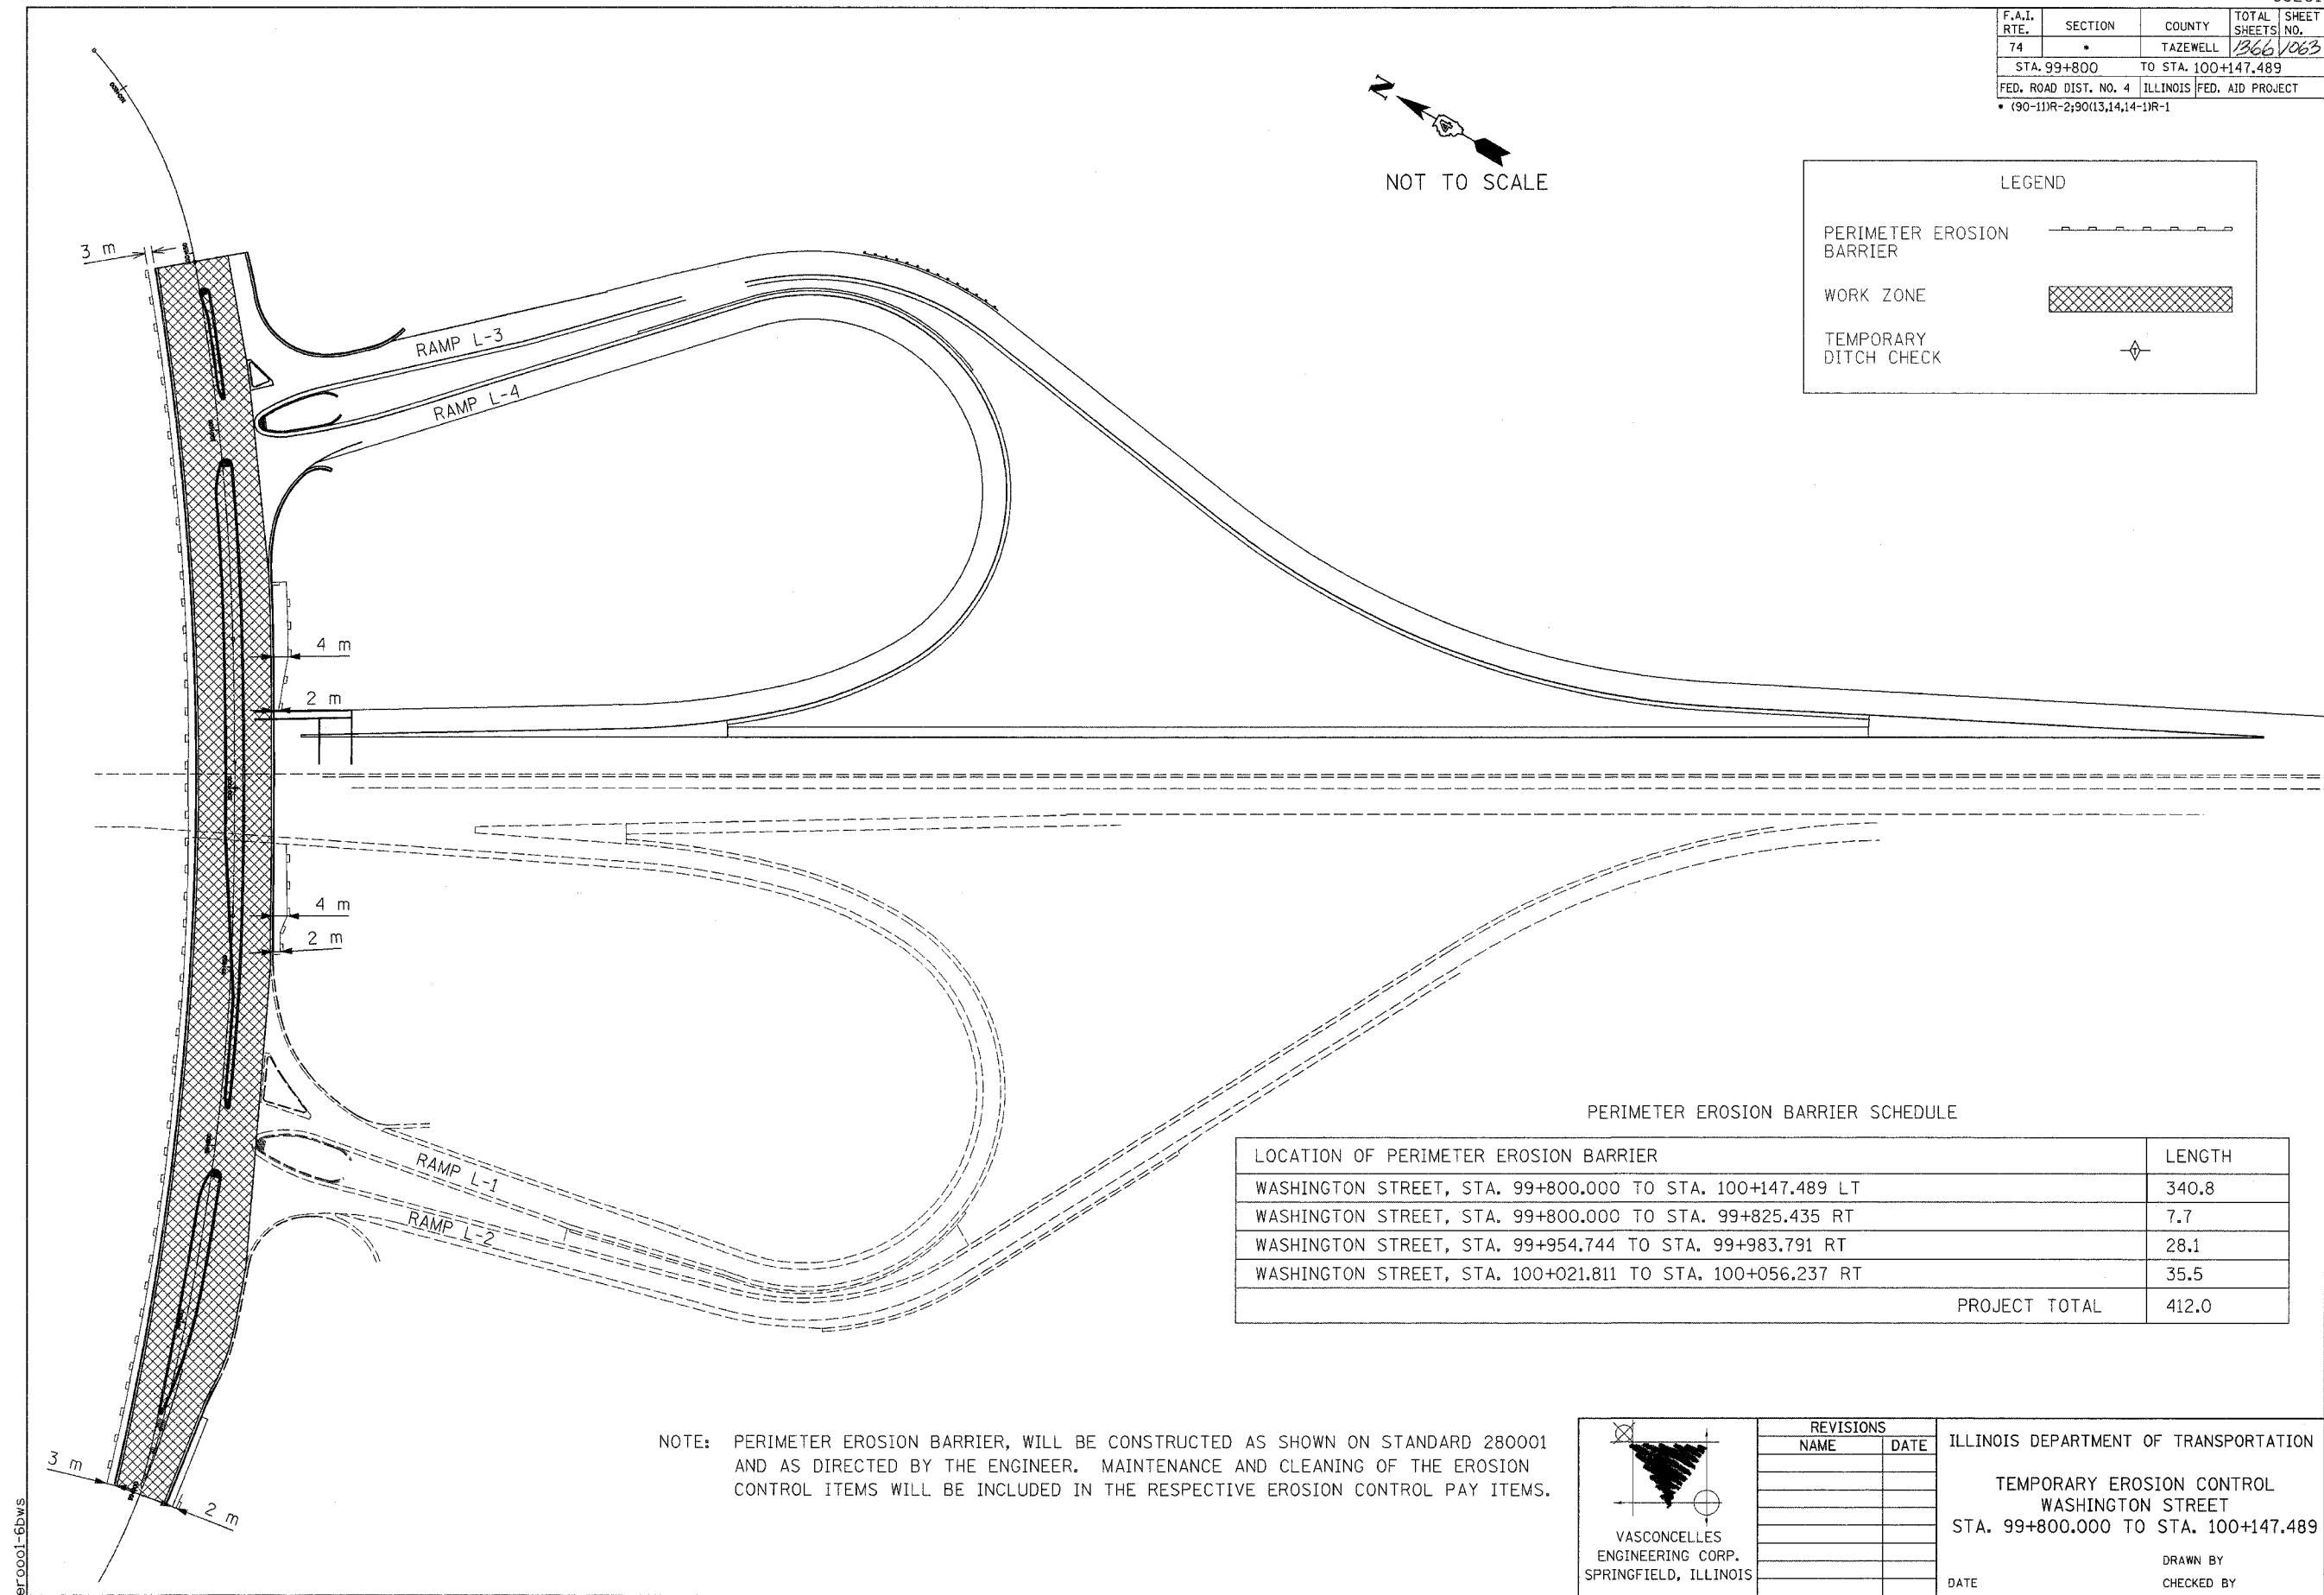 F.A.I. RTE. SECTION COUNTY TOTAL SHEETS SHEET NO.
74 • TAZEWELL 1366 1063
STA. 99+800 TO STA. 100+147.489
FED. ROAD DIST. NO. 4 ILLINOIS FED. AID PROJECT
• (90-11)R-2;90(13,14,14-1)R-1
N
4
NOT TO SCALE
LEGEND
PERIMETER EROSION
BARRIER
WORK ZONE
TEMPORARY
DITCH CHECK
T
3 m
RAMP L-3
RAMP L-4
4 m
2 m
4 m
2 m
RAMP L-1
RAMP L-2
3 m
2 m
PERIMETER EROSION BARRIER SCHEDULE
LOCATION OF PERIMETER EROSION BARRIER LENGTH
WASHINGTON STREET, STA. 99+800.000 TO STA. 100+147.489 LT 340.8
WASHINGTON STREET, STA. 99+800.000 TO STA. 99+825.435 RT 7.7
WASHINGTON STREET, STA. 99+954.744 TO STA. 99+983.791 RT 28.1
WASHINGTON STREET, STA. 100+021.811 TO STA. 100+056.237 RT 35.5
PROJECT TOTAL 412.0
NOTE: PERIMETER EROSION BARRIER, WILL BE CONSTRUCTED AS SHOWN ON STANDARD 280001
AND AS DIRECTED BY THE ENGINEER. MAINTENANCE AND CLEANING OF THE EROSION
CONTROL ITEMS WILL BE INCLUDED IN THE RESPECTIVE EROSION CONTROL PAY ITEMS.
VASCONCELLES
ENGINEERING CORP.
SPRINGFIELD, ILLINOIS
REVISIONS
NAME DATE
ILLINOIS DEPARTMENT OF TRANSPORTATION
TEMPORARY EROSION CONTROL
WASHINGTON STREET
STA. 99+800.000 TO STA. 100+147.489
DRAWN BY
DATE CHECKED BY